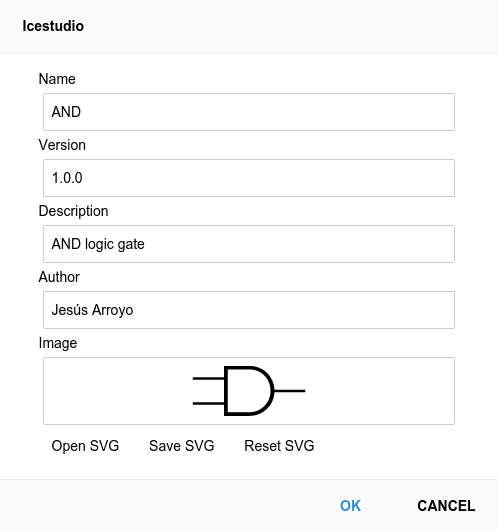 Icestudio
Name
AND
Version
1.0.0
Description
AND logic gate
Author
Jesús Arroyo
Image
Open SVG Save SVG Reset SVG
OK CANCEL